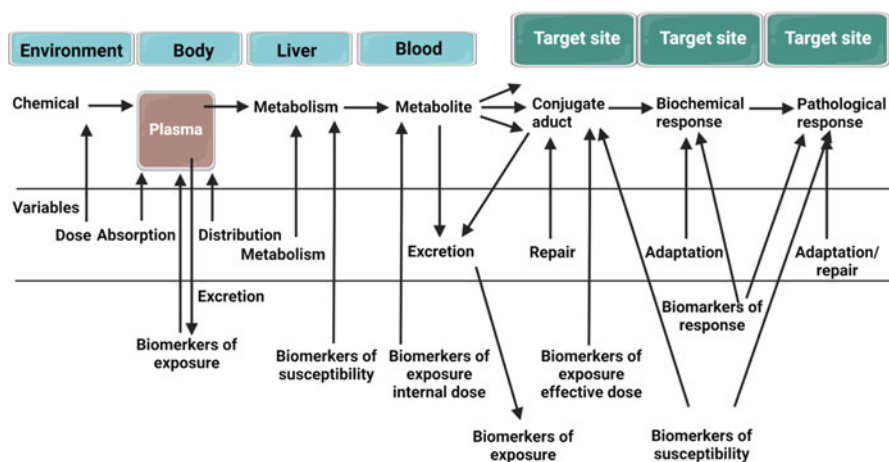 Environment
Body
Liver
Blood
Target site
Target site
Target site
Chemical
Plasma
Metabolism
Metabolite
Conjugate
aduct
Biochemical
response
Pathological
response
Variables
Dose
Absorption
Distribution
Metabolism
Excretion
Repair
Adaptation
Adaptation/
repair
Excretion
Biomerkers of
exposure
Biomerkers of
susceptibility
Biomerkers of
exposure
internal dose
Biomerkers of
exposure
effective dose
Biomarkers of
response
Biomerkers of
exposure
Biomerkers of
susceptibility